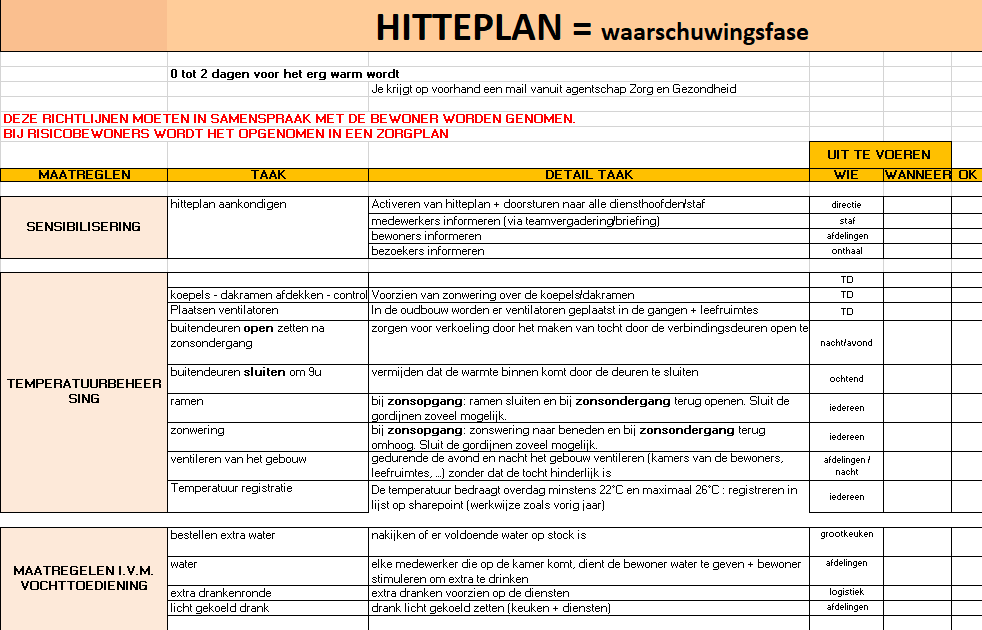 HITTEPLAN = waarschuwingsfase
0 tot 2 dagen voor het erg warm wordt
Je krijgt op voorhand een mail vanuit agentschap Zorg en Gezondheid
DEZE RICHTLIJNEN MOETEN IN SAMENSPRAAK MET DE BEWONER WORDEN GENOMEN.
BIJ RISICOBEWONERS WORDT HET OPGENOMEN IN EEN ZORGPLAN
UIT TE VOEREN
MAATREGLEN TAAK DETAIL TAAK WIE WANNEER OK
SENSIBILISERING
hitteplan aankondigen Activeren van hitteplan + doorsturen naar alle diensthoofden/staf directie
medewerkers informeren (via teamvergadering/briefing) staf
bewoners informeren afdelingen
bezoekers informeren onthaal
TEMPERATUURBEHEER
SING
TD
koepels - dakramen afdekken - control Voorzien van zonwering over de koepels/dakramen TD
Plaatsen ventilatoren In de oudbouw worden er ventilatoren geplaatst in de gangen + leefruimtes TD
buitendeuren open zetten na
zonsondergang
zorgen voor verkoeling door het maken van tocht door de verbindingsdeuren open te
nacht/avond
buitendeuren sluiten om 9u vermijden dat de warmte binnen komt door de deuren te sluiten ochtend
ramen bij zonsopgang: ramen sluiten en bij zonsondergang terug openen. Sluit de
gordijnen zoveel mogelijk.
iedereen
zonwering bij zonsopgang: zonswering naar beneden en bij zonsondergang terug
omhoog. Sluit de gordijnen zoveel mogelijk.
iedereen
ventileren van het gebouw gedurende de avond en nacht het gebouw ventileren (kamers van de bewoners,
leefruimtes, ...) zonder dat de tocht hinderlijk is
afdelingen /
nacht
Temperatuur registratie De temperatuur bedraagt overdag minstens 22°C en maximaal 26°C : registreren in
lijst op sharepoint (werkwijze zoals vorig jaar)
iedereen
MAATREGELEN I.V.M.
VOCHTTOEDIENING
bestellen extra water nakijken of er voldoende water op stock is grootkeuken
water elke medewerker die op de kamer komt, dient de bewoner water te geven + bewoner
stimuleren om extra te drinken
afdelingen
extra drankenronde extra dranken voorzien op de diensten logistiek
licht gekoeld drank drank licht gekoeld zetten (keuken + diensten) afdelingen